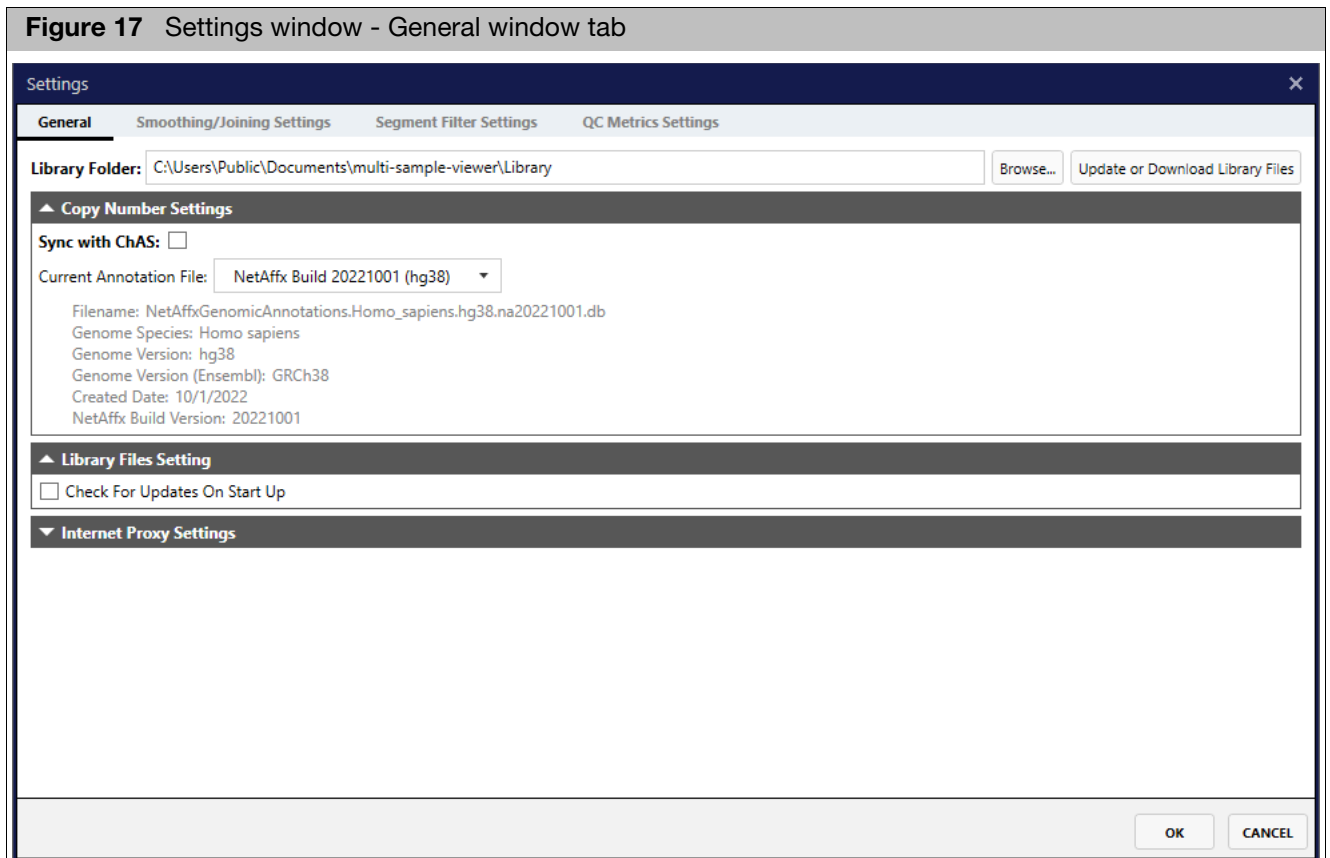 Figure 17 Settings window - General window tab
Settings
General Smoothing/Joining Settings Segment Filter Settings QC Metrics Settings
Library Folder: C:\Users\Public\Documents\multi-sample-viewer\Library Browse... Update or Download Library Files
Copy Number Settings
Sync with ChAS:
Current Annotation File: NetAffx Build 20221001 (hg38)
Filename: NetAffxGenomicAnnotations.Homo_sapiens.hg38.na20221001.db
Genome Species: Homo sapiens
Genome Version: hg38
Genome Version (Ensembl): GRCh38
Created Date: 10/1/2022
NetAffx Build Version: 20221001
Library Files Setting
Check For Updates On Start Up
Internet Proxy Settings
OK CANCEL